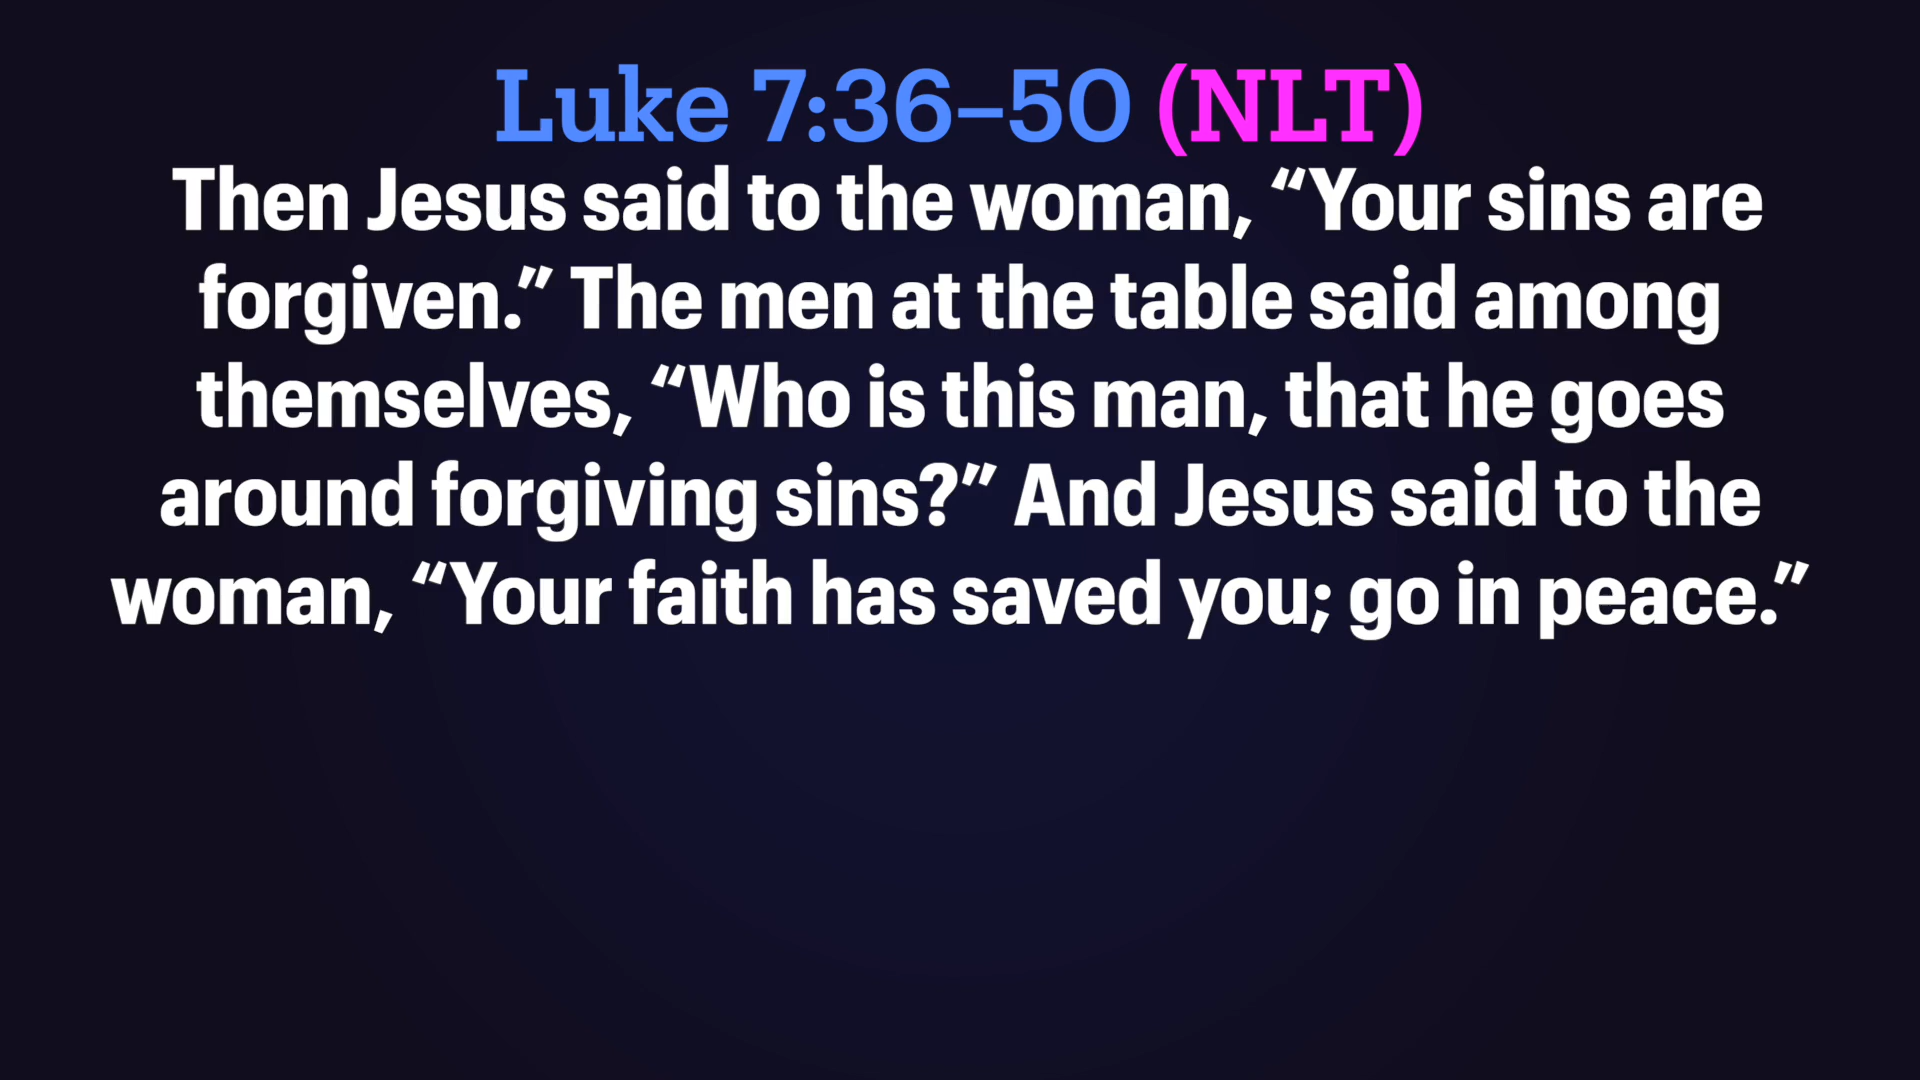 Luke 7:36–50 (NLT)
Then Jesus said to the woman, “Your sins are
forgiven.” The men at the table said among
themselves, “Who is this man, that he goes
around forgiving sins?” And Jesus said to the
woman, “Your faith has saved you; go in peace.”